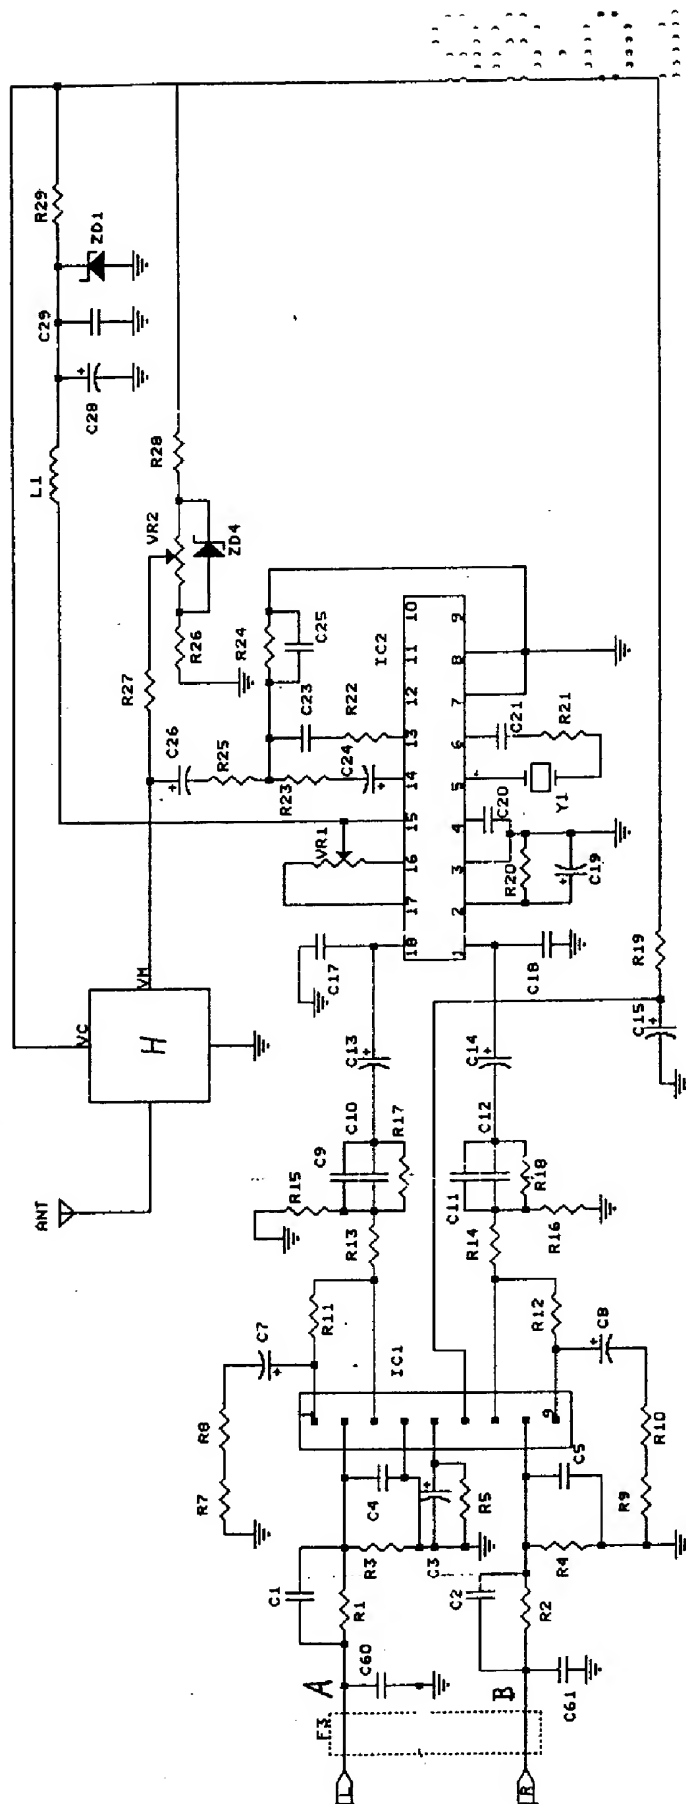 R29
ZD1
C29
C28
L1
R28
VR2
ZD4
R26
R27
R24
C25
C26
R25
C23
R22
R23
C24
VR1
IC2
10
11
12
13
14
15
16
17
18
9
8
7
6
5
4
3
2
1
C21
R21
Y1
C20
R20
C19
C17
C18
R19
C15
VM
VC
H
ANT
C13
C14
C10
C9
R17
R15
R13
C12
C11
R18
R16
R14
R11
R12
C7
C8
IC1
1
9
R8
R7
R10
R9
C4
C5
R5
C3
R3
R4
C1
R1
C2
R2
C60
C61
A
B
F3
L
R